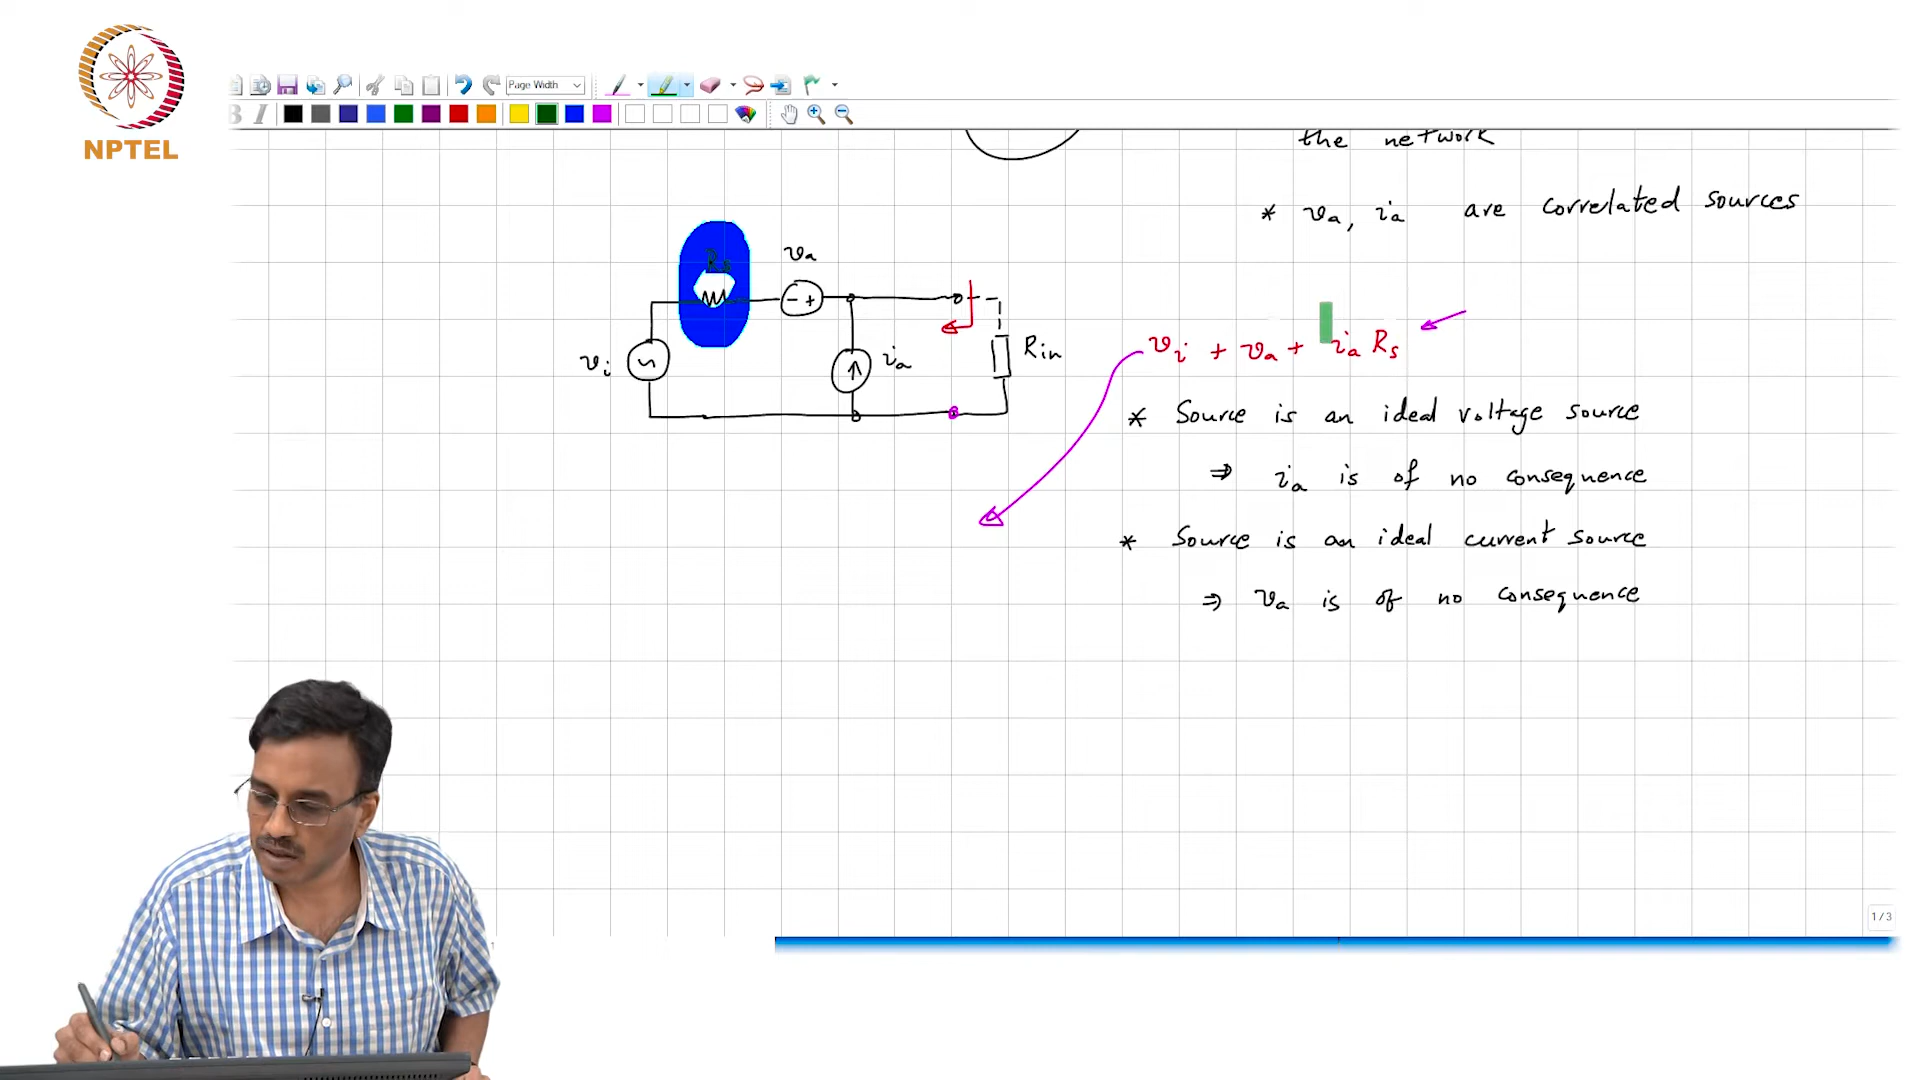 NPTEL
Page Width
B I
the network
* va, ia are correlated sources
Rs
va
vi
ia
Rin
vi + va + ia Rs
* Source is an ideal voltage source
⇒ ia is of no consequence
* Source is an ideal current source
⇒ va is of no consequence
1 / 3